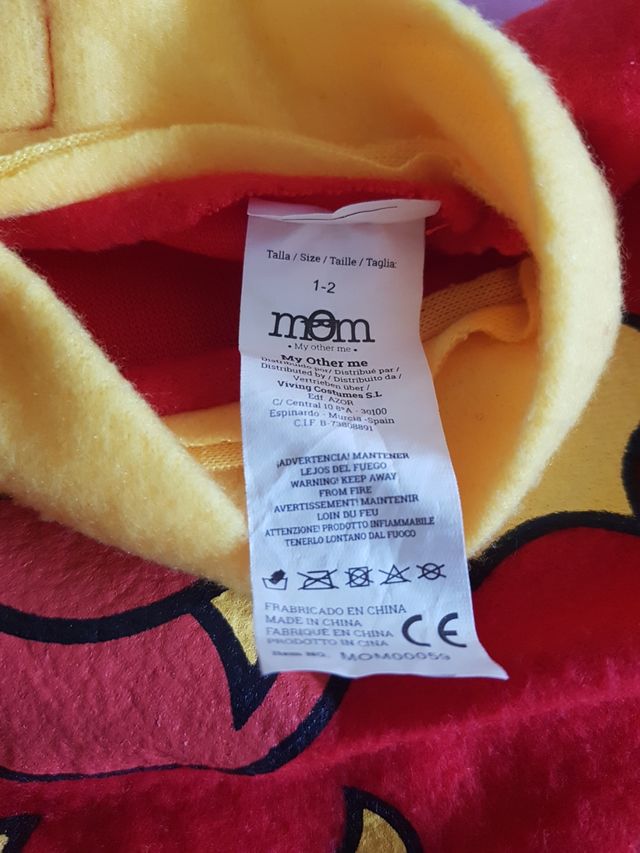 Talla / Size / Taille / Taglia:
1-2
mOm
• My other me •
My Other me
Distribuido por/ Distribué par /
Distributed by / Distribuito da /
Vertrieben über /
Viving Costumes S.L
Edf. AZOR
C/ Central 10 8ºA - 30100
Espinardo - Murcia -Spain
C.I.F. B-73808891
¡ADVERTENCIA! MANTENER
LEJOS DEL FUEGO
WARNING! KEEP AWAY
FROM FIRE
AVERTISSEMENT! MAINTENIR
LOIN DU FEU
ATTENZIONE! PRODOTTO INFIAMMABILE
TENERLO LONTANO DAL FUOCO
FRABRICADO EN CHINA
MADE IN CHINA
FABRIQUÉ EN CHINA
PRODOTTO IN CINA
CE
Item NO. MOM00059